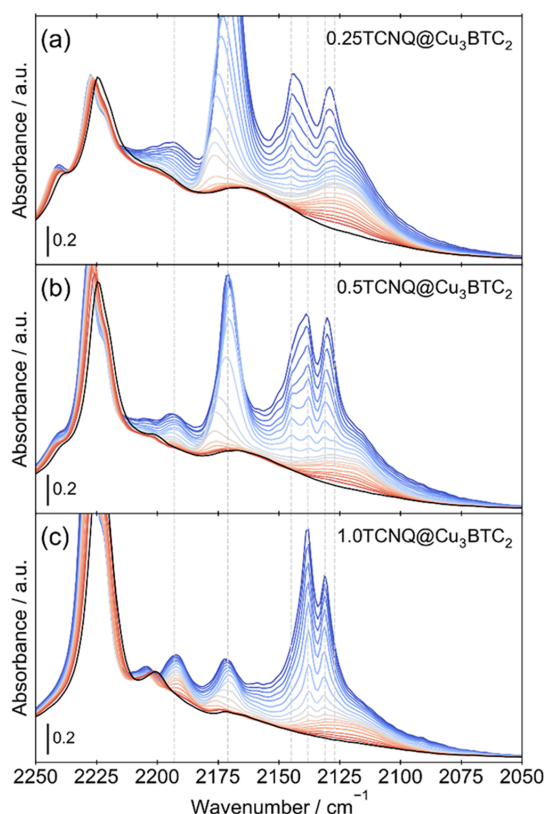 (a) 0.25TCNQ@Cu₃BTC₂
Absorbance / a.u.
0.2
(b) 0.5TCNQ@Cu₃BTC₂
Absorbance / a.u.
0.2
(c) 1.0TCNQ@Cu₃BTC₂
Absorbance / a.u.
0.2
2250 2225 2200 2175 2150 2125 2100 2075 2050
Wavenumber / cm⁻¹